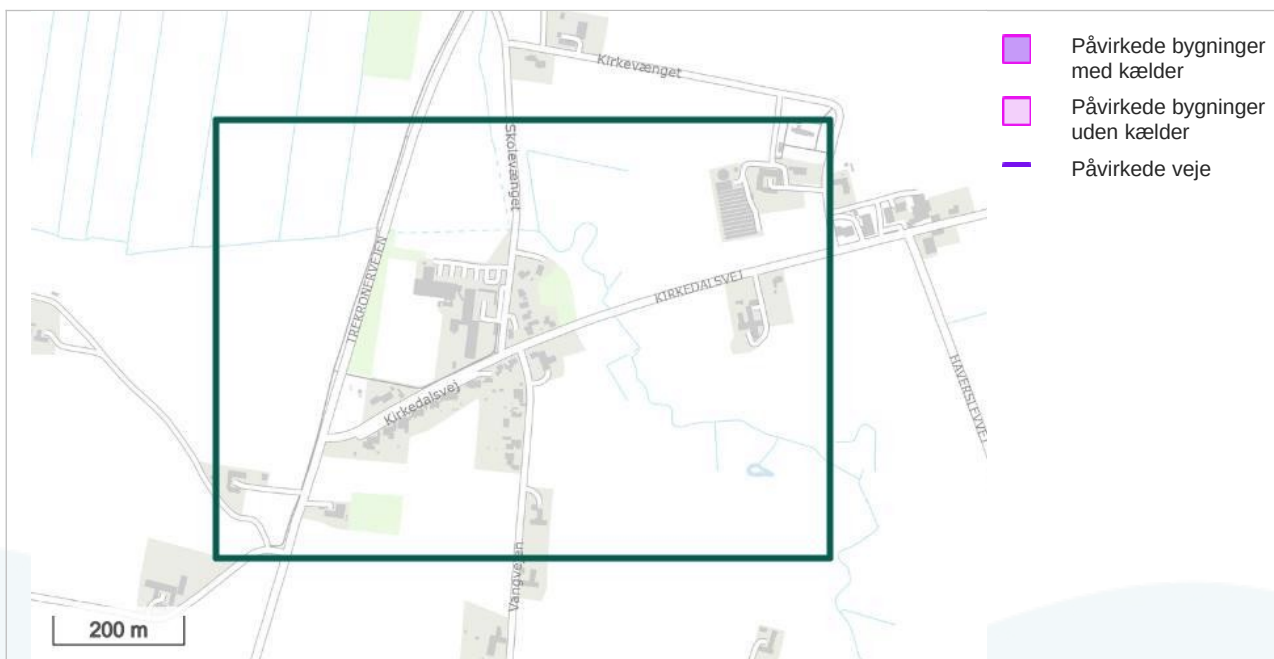 Kirkevænget
Skolevænget
TREKRONERVEJEN
KIRKEDALSVEJ
Kirkedalsvej
HAVERSLEVVEJ
Vangvejen
200 m
Påvirkede bygninger
med kælder
Påvirkede bygninger
uden kælder
Påvirkede veje